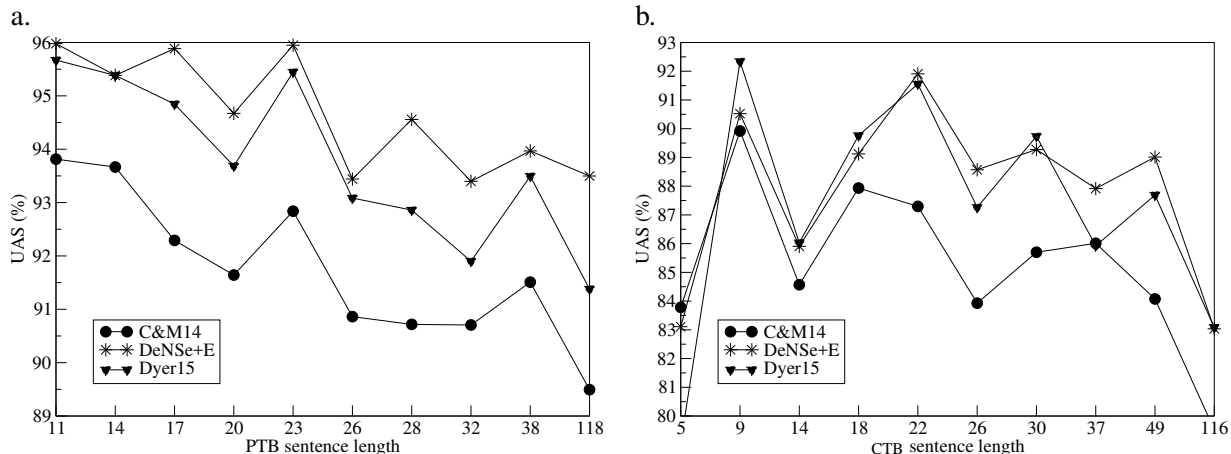 a.
96
95
94
93
92
91
90
89
UAS (%)
C&M14
DeNSe+E
Dyer15
11 14 17 20 23 26 28 32 38 118
PTB sentence length
b.
93
92
91
90
89
88
87
86
85
84
83
82
81
80
UAS (%)
C&M14
DeNSe+E
Dyer15
5 9 14 18 22 26 30 37 49 116
CTB sentence length